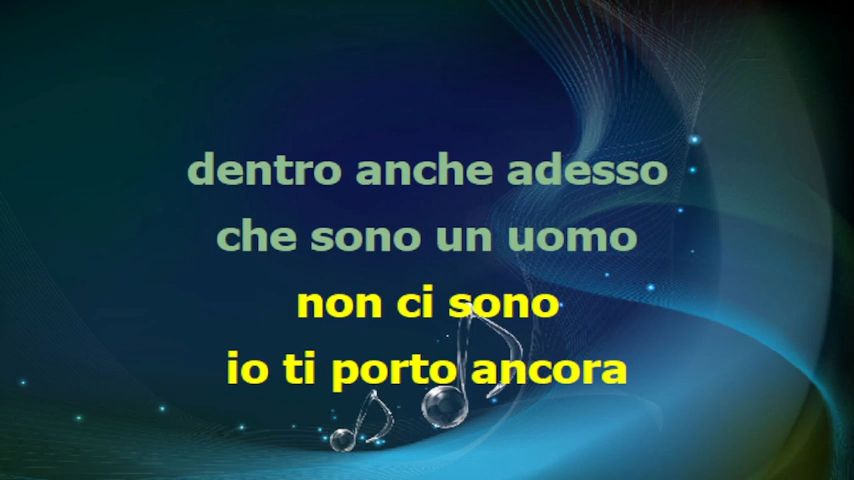 dentro anche adesso
che sono un uomo
non ci sono
io ti porto ancora